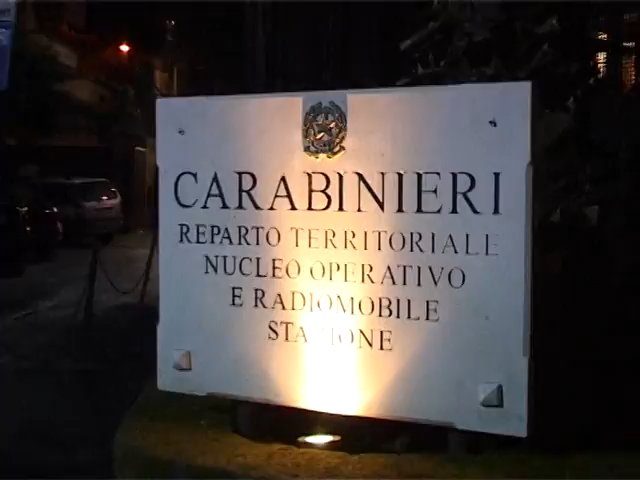 CARABINIERI
REPARTO TERRITORIALE
NUCLEO OPERATIVO
E RADIOMOBILE
STAZIONE